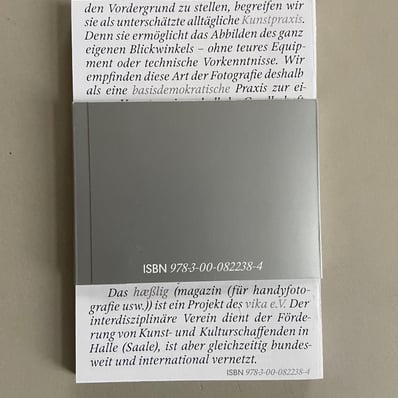 den Vordergrund zu stellen, begreifen wir
sie als unterschätzte alltägliche Kunstpraxis.
Denn sie ermöglicht das Abbilden des ganz
eigenen Blickwinkels – ohne teures Equip-
ment oder technische Vorkenntnisse. Wir
empfinden diese Art der Fotografie deshalb
als eine basisdemokratische Praxis zur ei-
ISBN 978-3-00-082238-4
Das hæßlig (magazin (für handyfoto-
grafie usw.)) ist ein Projekt des vika e.V. Der
interdisziplinäre Verein dient der Förde-
rung von Kunst- und Kulturschaffenden in
Halle (Saale), ist aber gleichzeitig bundes-
weit und international vernetzt.
ISBN 978-3-00-082238-4